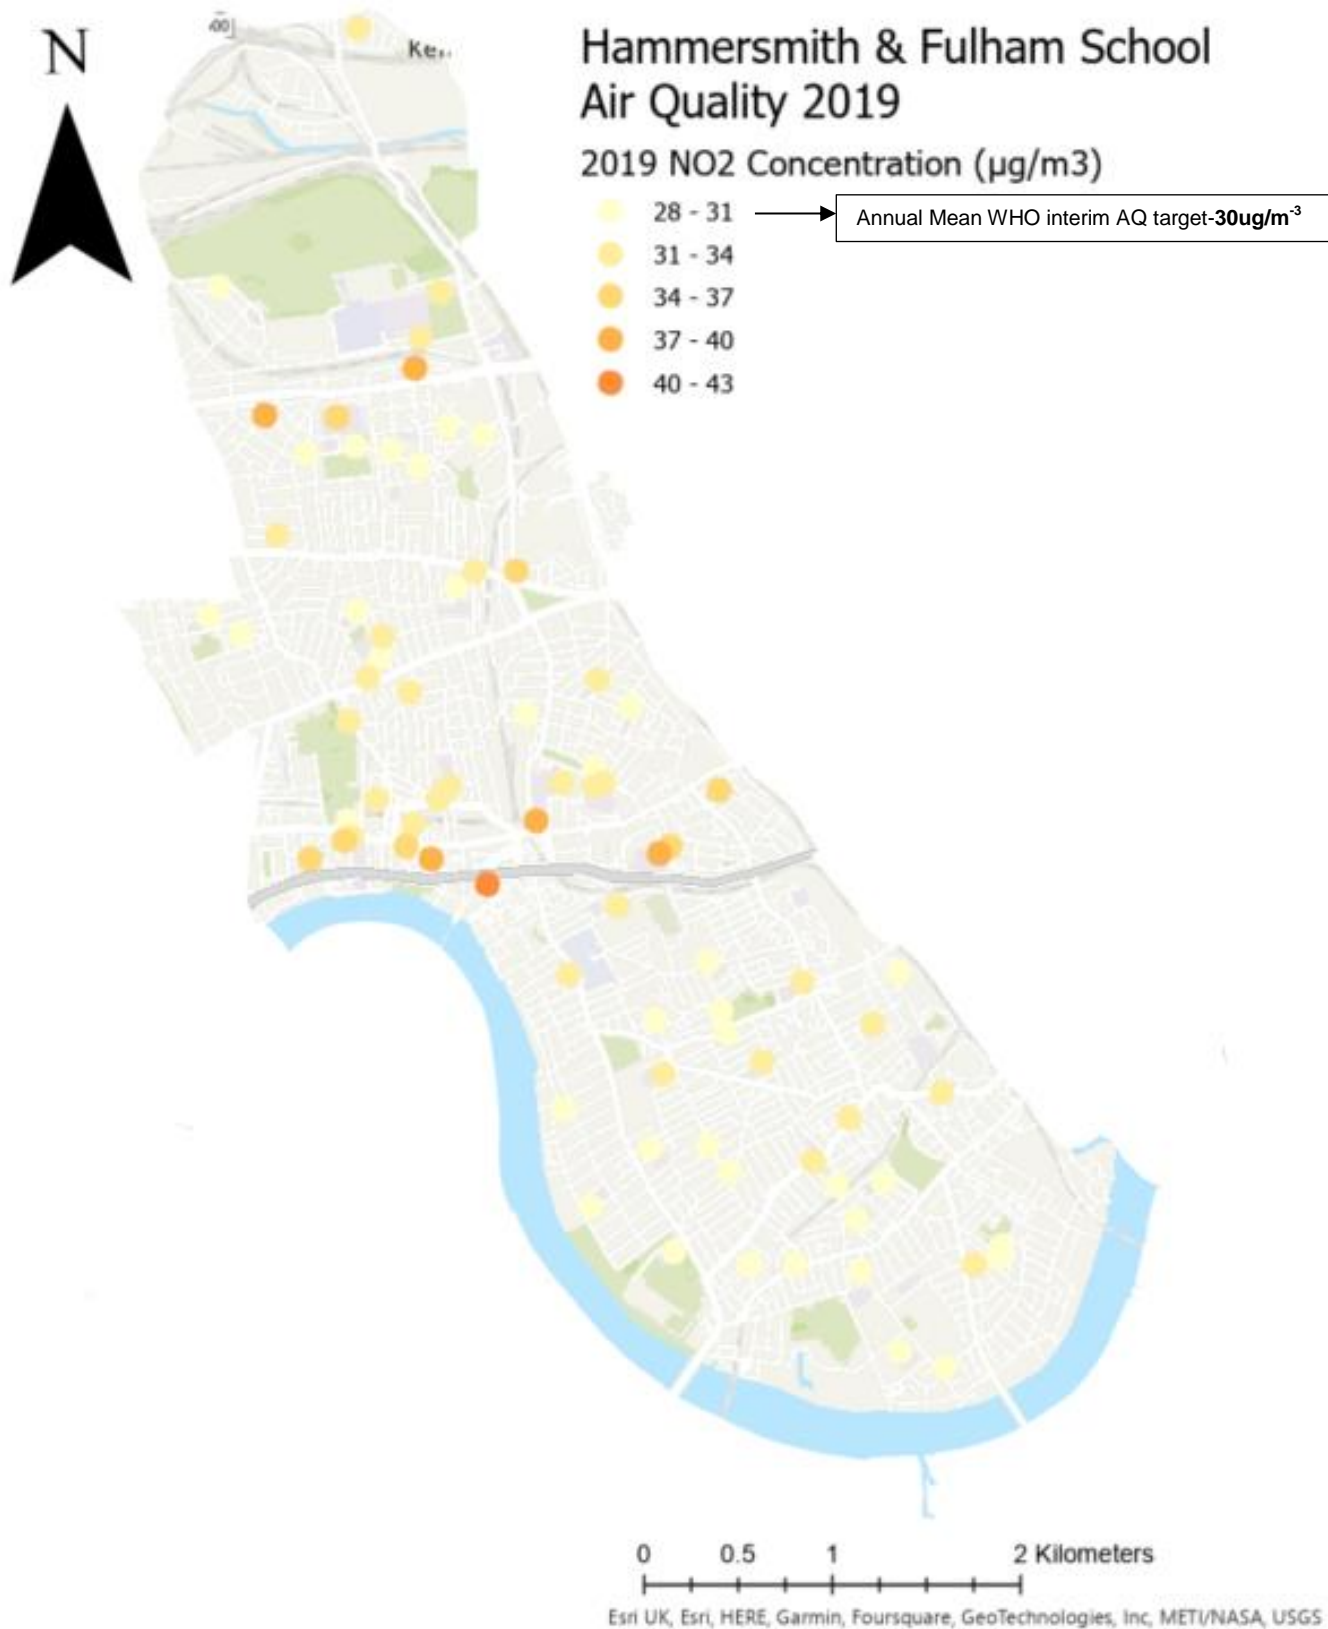 N
Hammersmith & Fulham School
Air Quality 2019
2019 NO2 Concentration (µg/m3)
28 - 31
Annual Mean WHO interim AQ target-30ug/m-3
31 - 34
34 - 37
37 - 40
40 - 43
0 0.5 1 2 Kilometers
Esri UK, Esri, HERE, Garmin, Foursquare, GeoTechnologies, Inc, METI/NASA, USGS